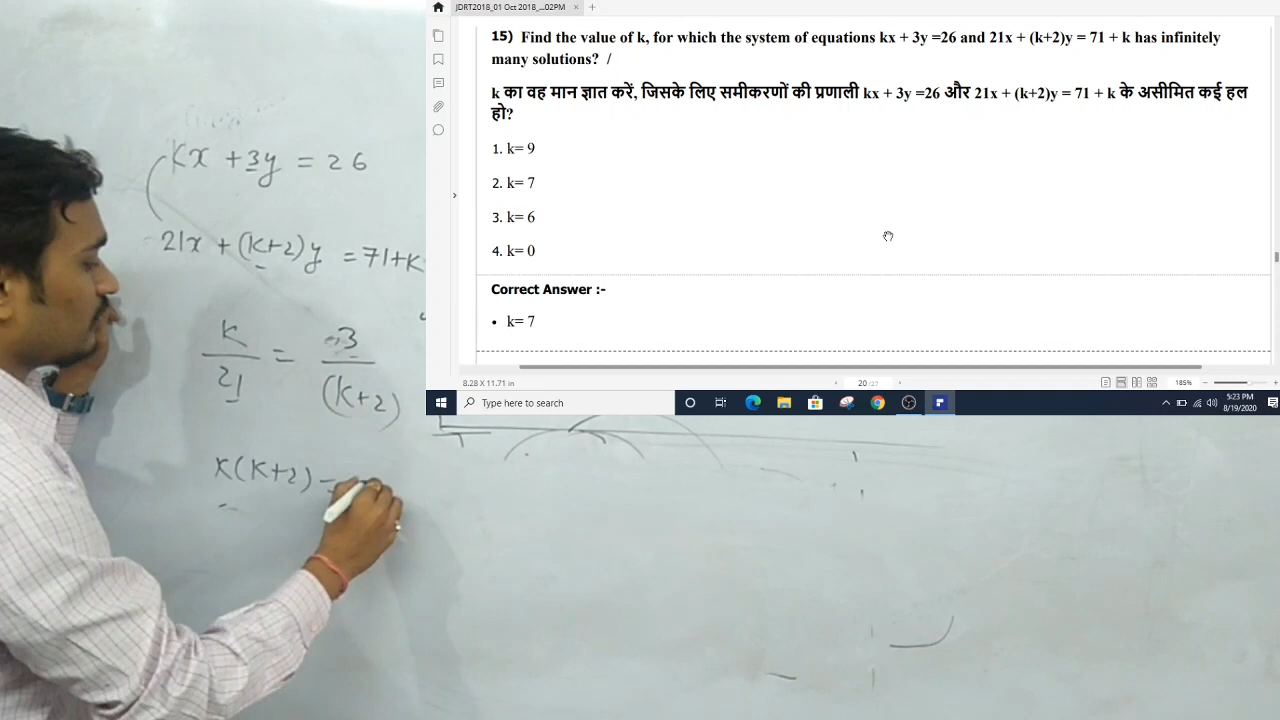 JDRT2018_01 Oct 2018_...02PM
15) Find the value of k, for which the system of equations kx + 3y =26 and 21x + (k+2)y = 71 + k has infinitely
many solutions? /
k का वह मान ज्ञात करें, जिसके लिए समीकरणों की प्रणाली kx + 3y =26 और 21x + (k+2)y = 71 + k के असीमित कई हल
हो?
1. k= 9
2. k= 7
3. k= 6
4. k= 0
Correct Answer :-
• k= 7
8.28 x 11.71 in
20 /27
185%
Type here to search
5:23 PM
8/19/2020
Kx + 3y = 26
21x + (K+2)y = 71+K
K/21 = 3/(K+2)
K(K+2) =